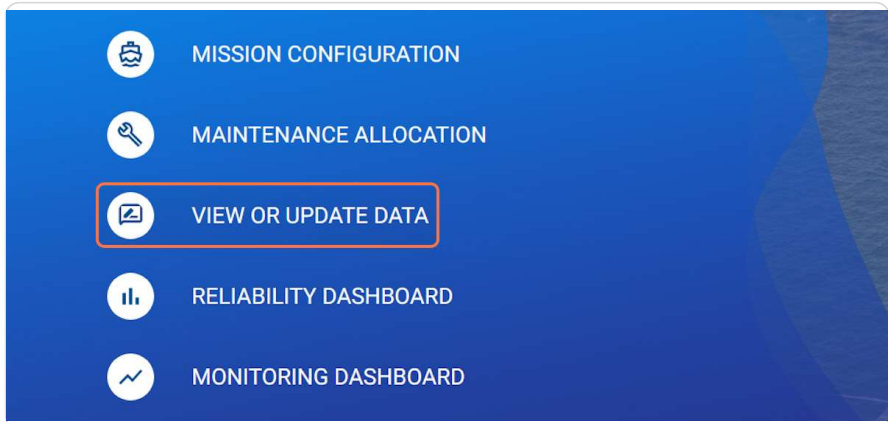 MISSION CONFIGURATION
MAINTENANCE ALLOCATION
VIEW OR UPDATE DATA
RELIABILITY DASHBOARD
MONITORING DASHBOARD